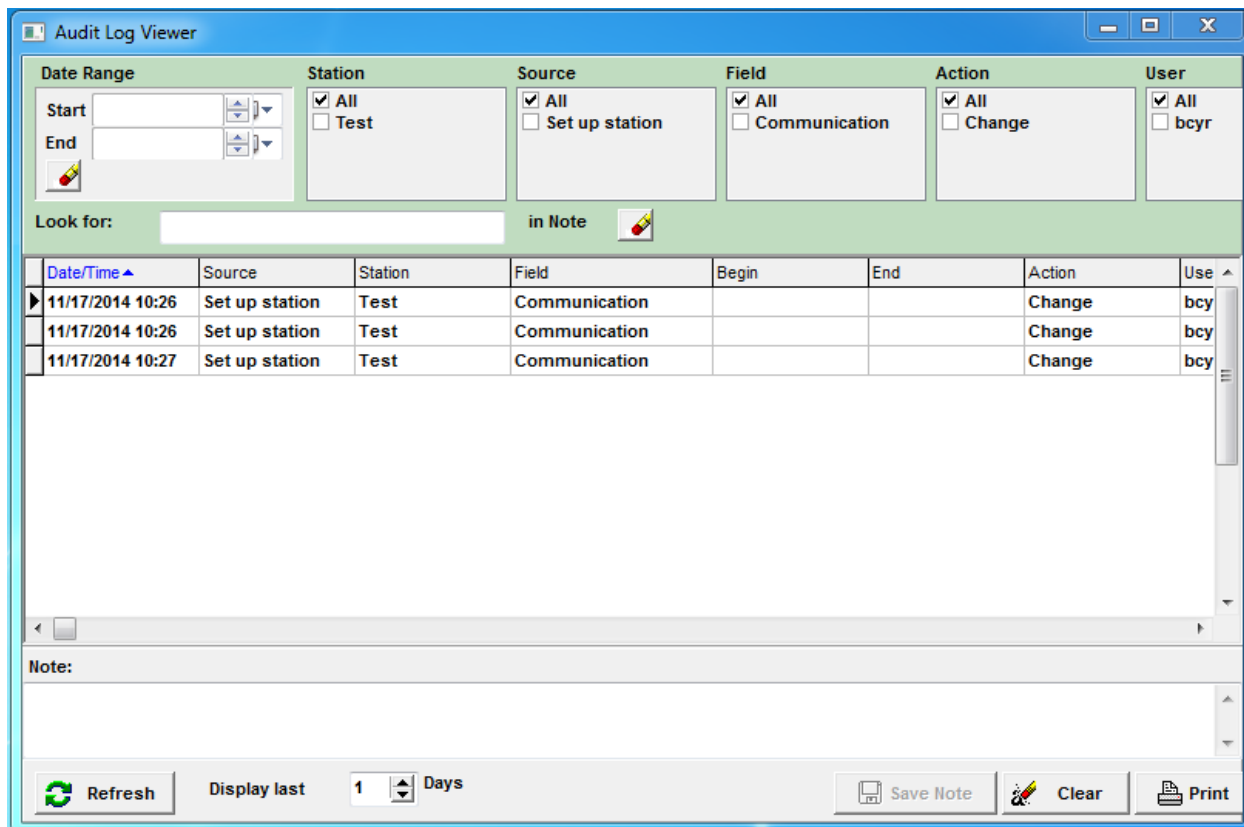 Audit Log Viewer
Date Range Station Source Field Action User
Start All All All All All
Test Set up station Communication Change bcyr
End
Look for: in Note
Date/Time Source Station Field Begin End Action Use
11/17/2014 10:26 Set up station Test Communication Change bcy
11/17/2014 10:26 Set up station Test Communication Change bcy
11/17/2014 10:27 Set up station Test Communication Change bcy
Note:
Refresh Display last 1 Days Save Note Clear Print